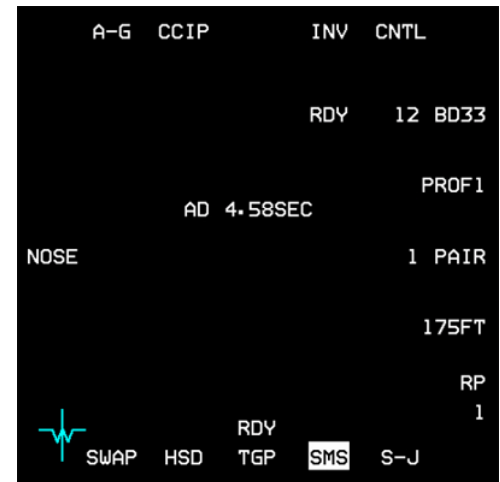 A-G CCIP INV CNTL
RDY 12 BD33
PROF1
AD 4.58SEC
NOSE 1 PAIR
175FT
RP
1
RDY
SWAP HSD TGP SMS S-J